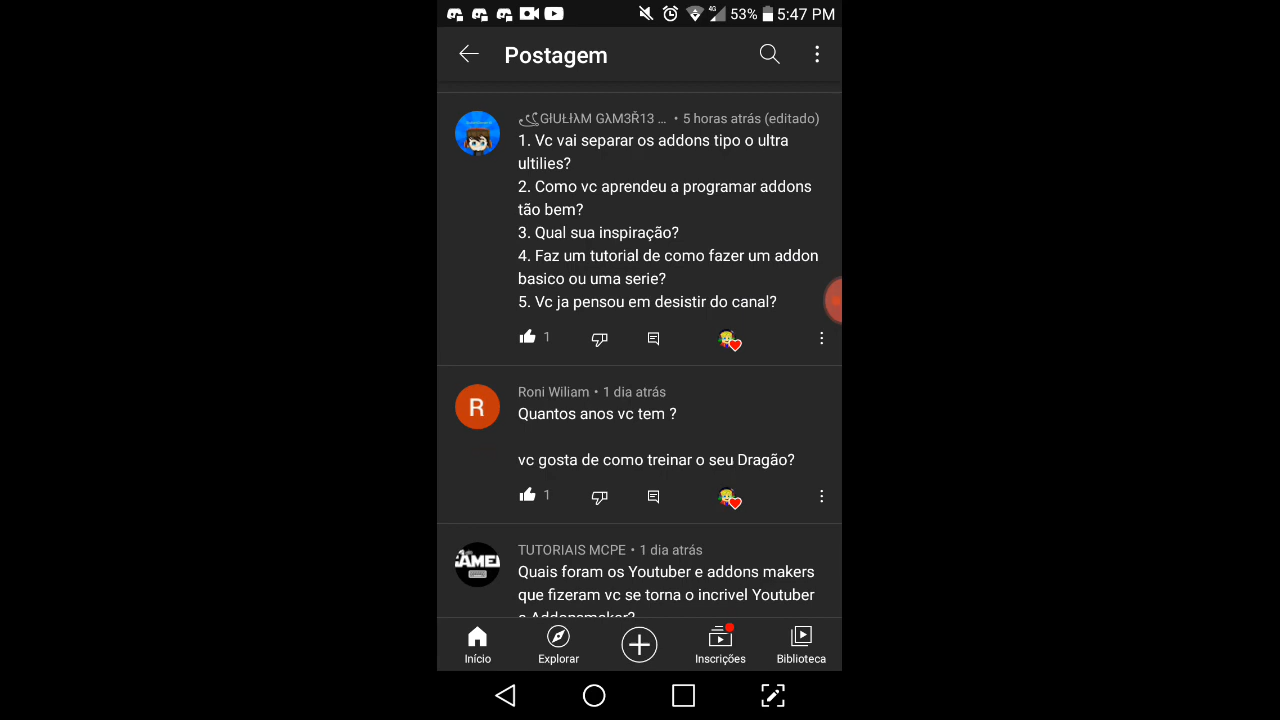 4G 53% 5:47 PM
Postagem
GłUŁłλM GλM3Ř13 ... • 5 horas atrás (editado)
1. Vc vai separar os addons tipo o ultra
ultilies?
2. Como vc aprendeu a programar addons
tão bem?
3. Qual sua inspiração?
4. Faz um tutorial de como fazer um addon
basico ou uma serie?
5. Vc ja pensou em desistir do canal?
1
R
Roni Wiliam • 1 dia atrás
Quantos anos vc tem ?
vc gosta de como treinar o seu Dragão?
1
TUTORIAIS MCPE • 1 dia atrás
Quais foram os Youtuber e addons makers
que fizeram vc se torna o incrivel Youtuber
e Addonsmaker?
Início
Explorar
Inscrições
Biblioteca